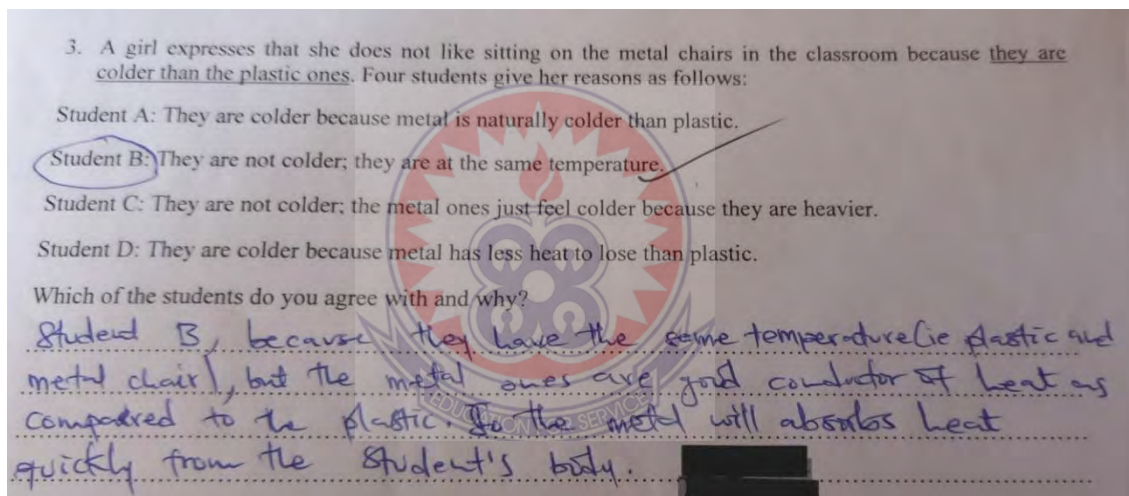 3. A girl expresses that she does not like sitting on the metal chairs in the classroom because they are
colder than the plastic ones. Four students give her reasons as follows:
Student A: They are colder because metal is naturally colder than plastic.
Student B: They are not colder; they are at the same temperature.
Student C: They are not colder; the metal ones just feel colder because they are heavier.
Student D: They are colder because metal has less heat to lose than plastic.
Which of the students do you agree with and why?
Student B, because they have the same temperature (ie plastic and
metal chair), but the metal ones are good conductor of heat as
compared to the plastic. So the metal will absorbs heat
quickly from the student's body.
EDUCATION FOR SERVICE